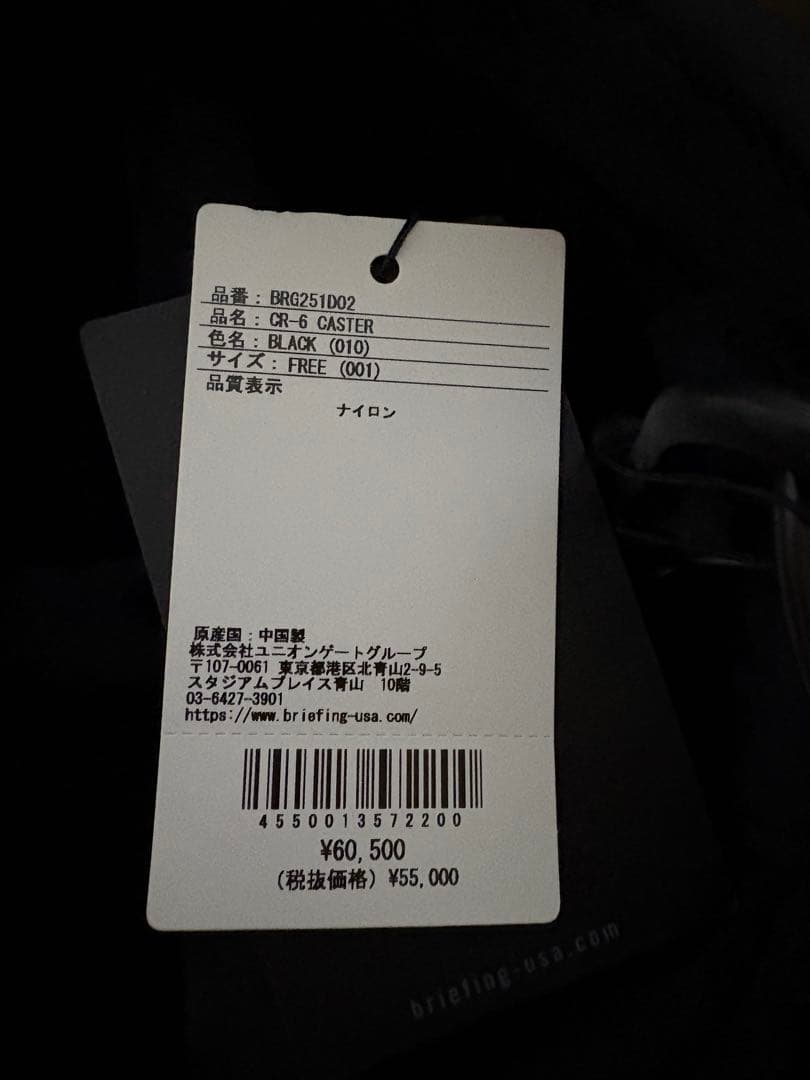 品番：BRG251D02
品名：CR-6 CASTER
色名：BLACK (010)
サイズ：FREE (001)
品質表示
ナイロン
原産国：中国製
株式会社ユニオンゲートグループ
〒107-0061 東京都港区北青山2-9-5
スタジアムプレイス青山　10階
03-6427-3901
https://www.briefing-usa.com/
4550013572200
¥60,500
(税抜価格) ¥55,000
briefing-usa.com